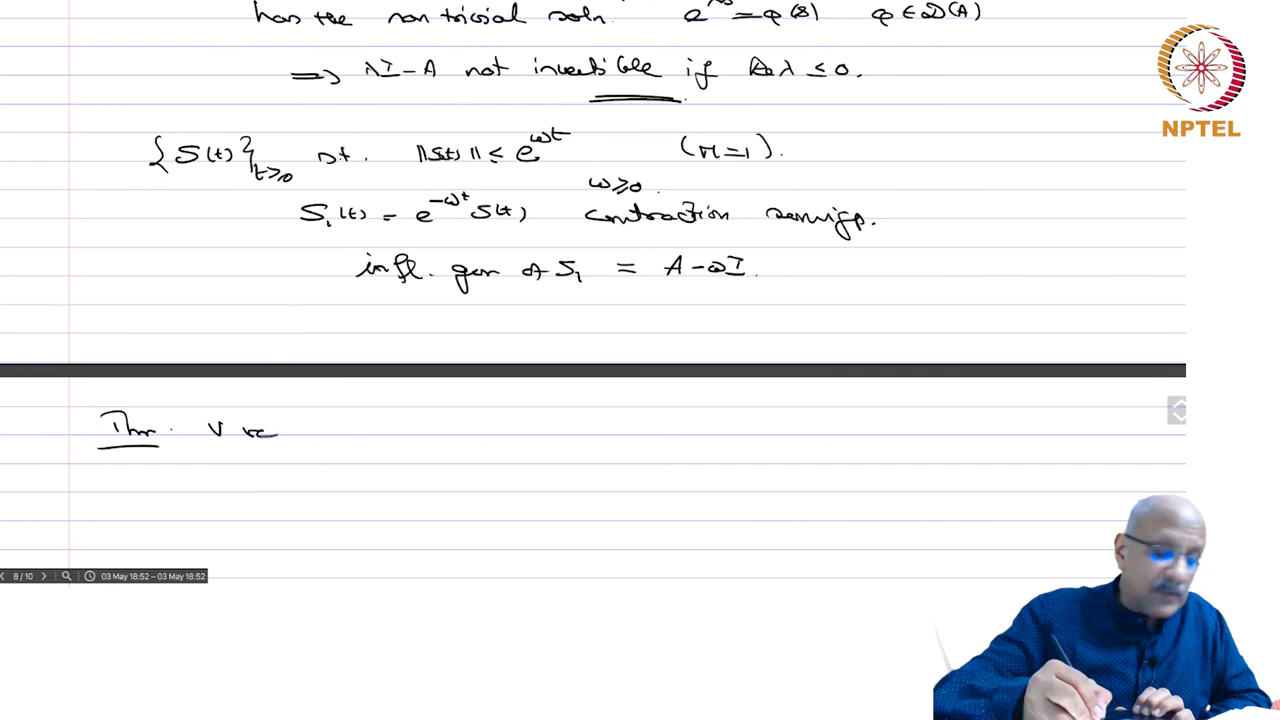 has the non trivial soln. e^{λs} = φ(s) φ ∈ D(A)
⟹ λI - A not invertible if Re λ ≤ 0.
{S(t)}_{t≥0} s.t. ||S(t)|| ≤ e^{ωt} (M=1).
ω ≥ 0.
S₁(t) = e^{-ωt} S(t) contraction semigp.
infl. gen of S₁ = A - ωI.
Thm. V
8/10 03 May 18:52 – 03 May 18:52
NPTEL